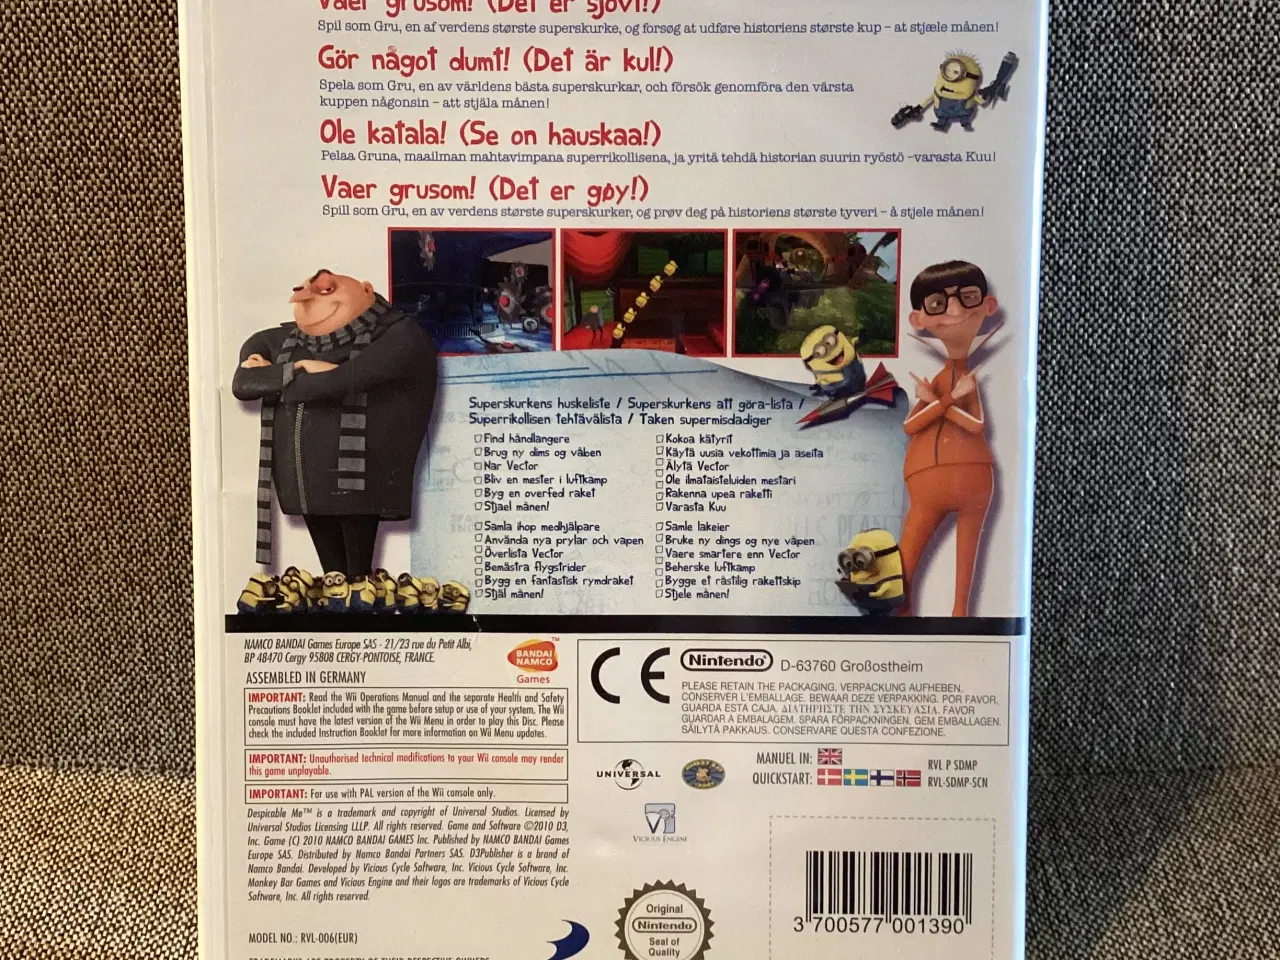 Vær grusom! (Det er sjovt!)
Spil som Gru, en af verdens største superskurke, og forsøg at udføre historiens største kup – at stjæle månen!
Gör något dumt! (Det är kul!)
Spela som Gru, en av världens bästa superskurkar, och försök genomföra den värsta
kuppen någonsin – att stjäla månen!
Ole katala! (Se on hauskaa!)
Pelaa Gruna, maailman mahtavimpana superrikollisena, ja yritä tehdä historian suurin ryöstö –varasta Kuu!
Vaer grusom! (Det er gøy!)
Spill som Gru, en av verdens største superskurker, og prøv deg på historiens største tyveri – å stjele månen!
Superskurkens huskeliste / Superskurkens att göra-lista /
Superrikollisen tehtävälista / Taken supermisdadiger
Find håndlangere
Brug ny dims og våben
Nar Vector
Bliv en mester i luftkamp
Byg en overfed raket
Stjael månen!
Kokoa kätyrit
Käytä uusia vekottimia ja aseita
Älytä Vector
Ole ilmataisteluiden mestari
Rakenna upea raketti
Varasta Kuu
Samla ihop medhjälpare
Använda nya prylar och vapen
Överlista Vector
Bemästra flygstrider
Bygg en fantastisk rymdraket
Stjäl månen!
Samle lakeier
Bruke ny dings og nye våpen
Vaere smartere enn Vector
Beherske luftkamp
Bygge et råstilig rakettskip
Stjele månen!
NAMCO BANDAI Games Europe SAS - 21/23 rue du Petit Albi,
BP 48470 Cergy 95808 CERGY-PONTOISE, FRANCE.
ASSEMBLED IN GERMANY
BANDAI
NAMCO
Games
TM
IMPORTANT: Read the Wii Operations Manual and the separate Health and Safety
Precautions Booklet included with the game before setup or use of your system. The Wii
console must have the latest version of the Wii Menu in order to play this Disc. Please
check the included Instruction Booklet for more information on Wii Menu updates.
IMPORTANT: Unauthorised technical modifications to your Wii console may render
this game unplayable.
IMPORTANT: For use with PAL version of the Wii console only.
Despicable Me™ is a trademark and copyright of Universal Studios. Licensed by
Universal Studios Licensing LLLP. All rights reserved. Game and Software ©2010 D3,
Inc. Game (C) 2010 NAMCO BANDAI GAMES Inc. Published by NAMCO BANDAI Games
Europe SAS. Distributed by Namco Bandai Partners SAS. D3Publisher is a brand of
Namco Bandai. Developed by Vicious Cycle Software, Inc. Vicious Cycle Software, Inc.
Monkey Bar Games and Vicious Engine and their logos are trademarks of Vicious Cycle
Software, Inc. All rights reserved.
MODEL NO.: RVL-006(EUR)
TRADEMARKS ARE PROPERTY OF THEIR RESPECTIVE OWNERS
CE
Nintendo
D-63760 Großostheim
PLEASE RETAIN THE PACKAGING. VERPACKUNG AUFHEBEN.
CONSERVER L'EMBALLAGE. BEWAAR DEZE VERPAKKING. POR FAVOR,
GUARDA ESTA CAJA. ΔΙΑΤΗΡΗΣΤΕ ΤΗΝ ΣΥΣΚΕΥΑΣΙΑ. FAVOR
GUARDAR A EMBALAGEM. SPARA FÖRPACKNINGEN. GEM EMBALLAGEN.
SÄILYTÄ PAKKAUS. CONSERVARE QUESTA CONFEZIONE.
UNIVERSAL
MANUEL IN:
QUICKSTART:
RVL P SDMP
RVL-SDMP-SCN
VICIOUS ENGINE
Original
Nintendo
Seal of
Quality
3 700577 001390